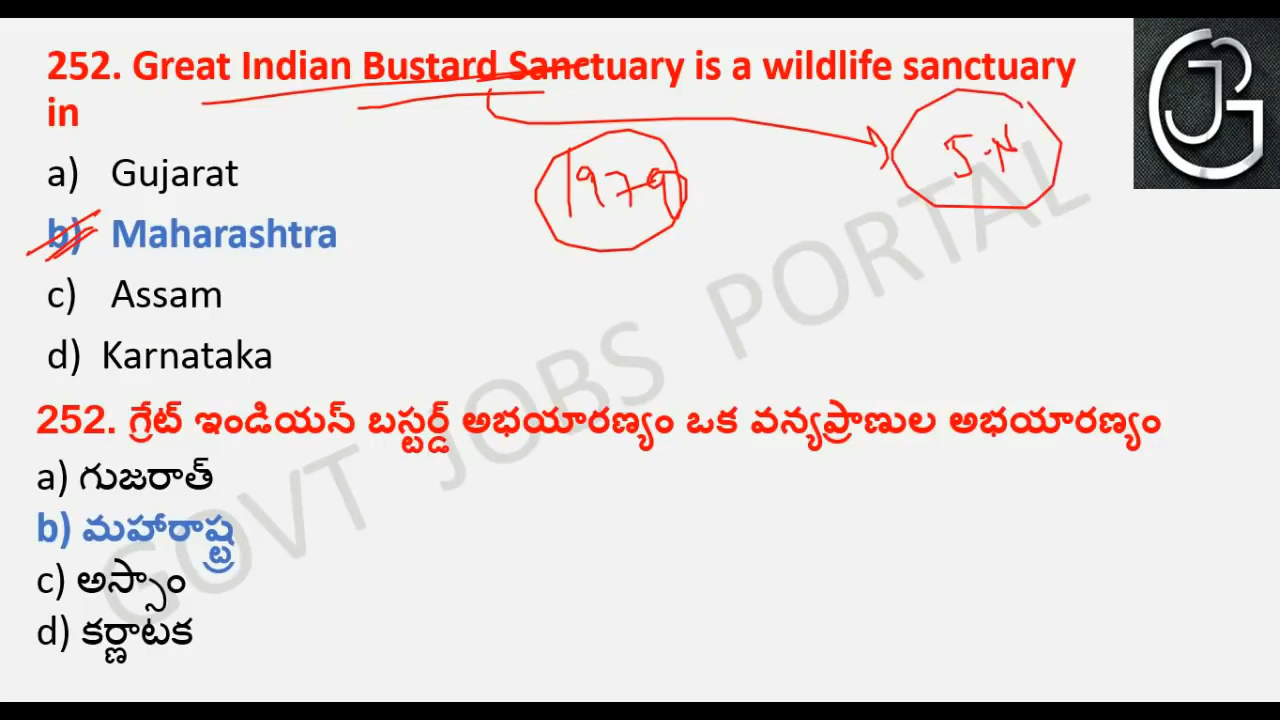 252. Great Indian Bustard Sanctuary is a wildlife sanctuary
in
a) Gujarat
b) Maharashtra
c) Assam
d) Karnataka
1979
J.N
252. గ్రేట్ ఇండియన్ బస్టర్డ్ అభయారణ్యం ఒక వన్యప్రాణుల అభయారణ్యం
a) గుజరాత్
b) మహారాష్ట్ర
c) అస్సాం
d) కర్ణాటక
GOVT JOBS PORTAL
GJ